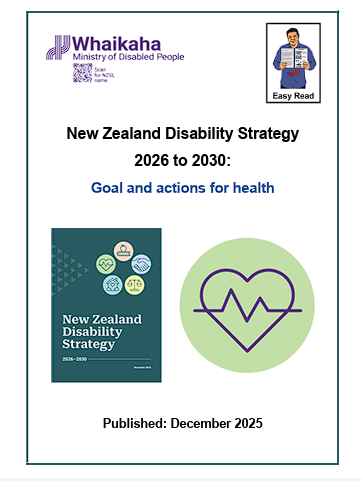 Whaikaha
Ministry of Disabled People
Scan
for NZSL
name
Easy Read
New Zealand Disability Strategy
2026 to 2030:
Goal and actions for health
New Zealand
Disability
Strategy
2026–2030
December 2025
Published: December 2025